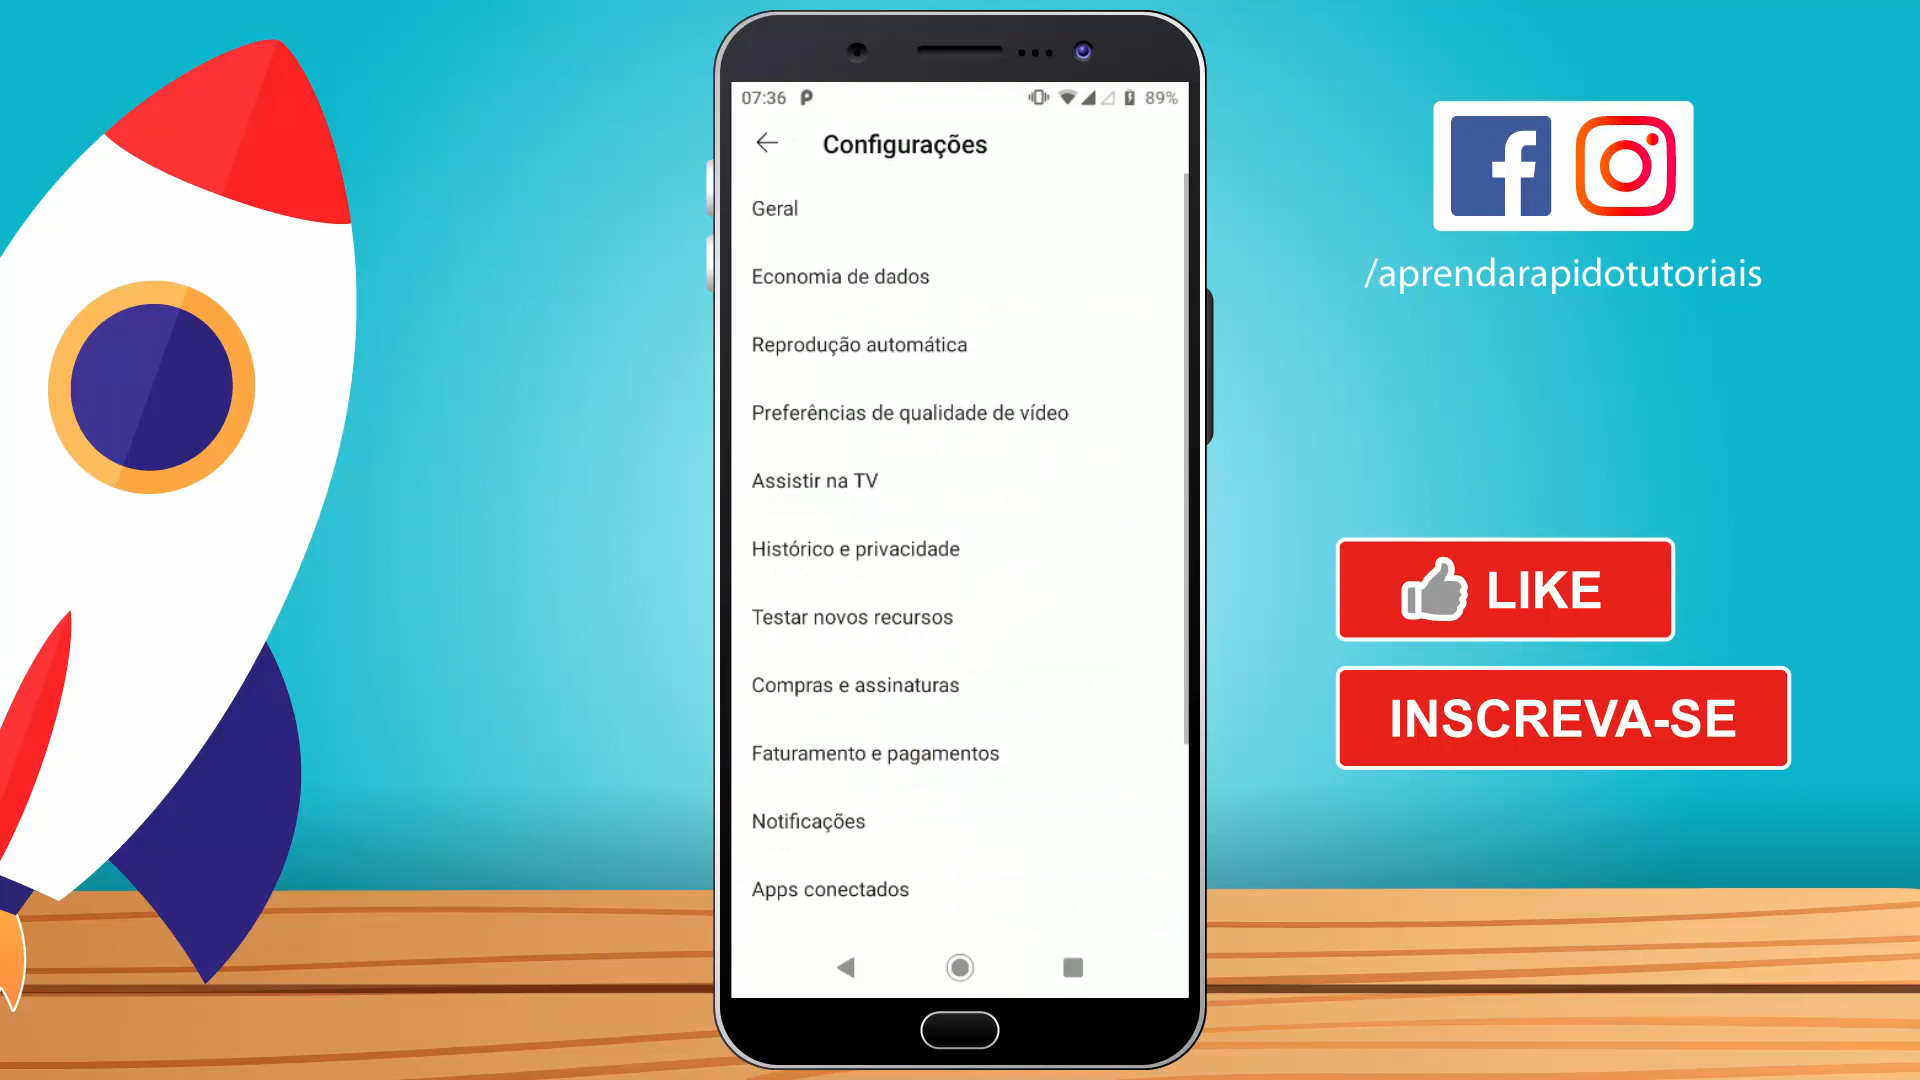 07:36
89%
Configurações
Geral
Economia de dados
Reprodução automática
Preferências de qualidade de vídeo
Assistir na TV
Histórico e privacidade
Testar novos recursos
Compras e assinaturas
Faturamento e pagamentos
Notificações
Apps conectados
/aprendarapidotutoriais
LIKE
INSCREVA-SE